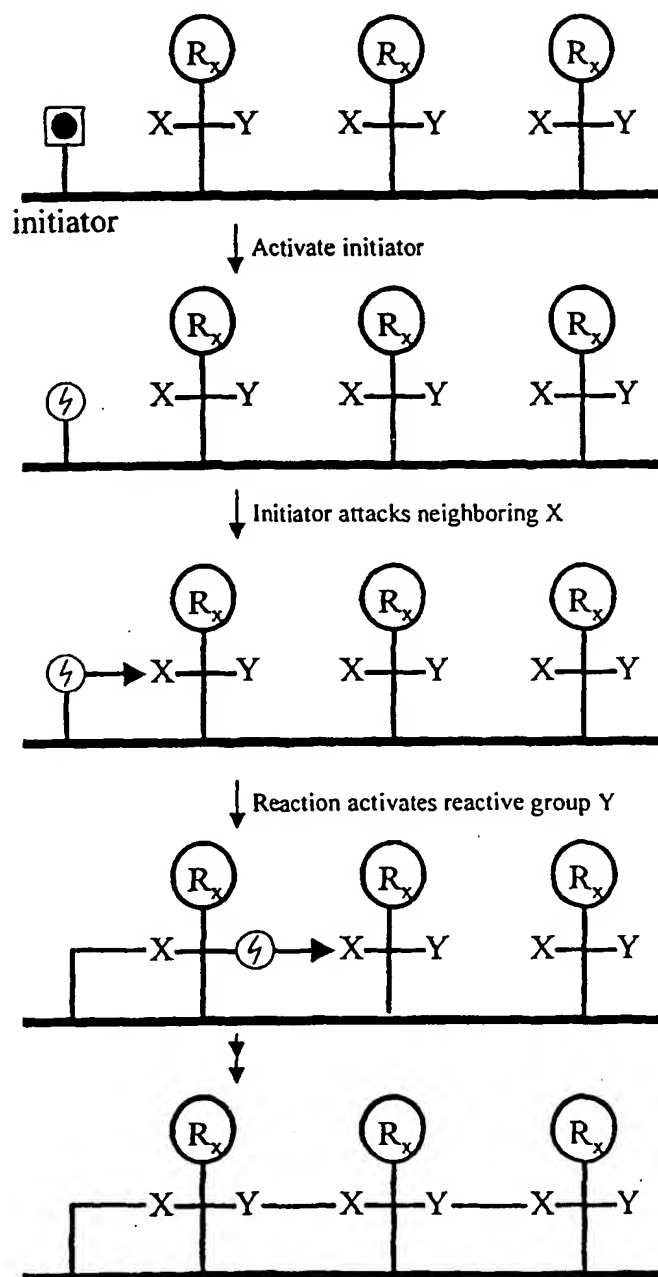 Rx Rx Rx
X Y X Y X Y
initiator
Activate initiator
Rx Rx Rx
X Y X Y X Y
Initiator attacks neighboring X
Rx Rx Rx
X Y X Y X Y
Reaction activates reactive group Y
Rx Rx Rx
X X Y X Y
Rx Rx Rx
X Y X Y X Y